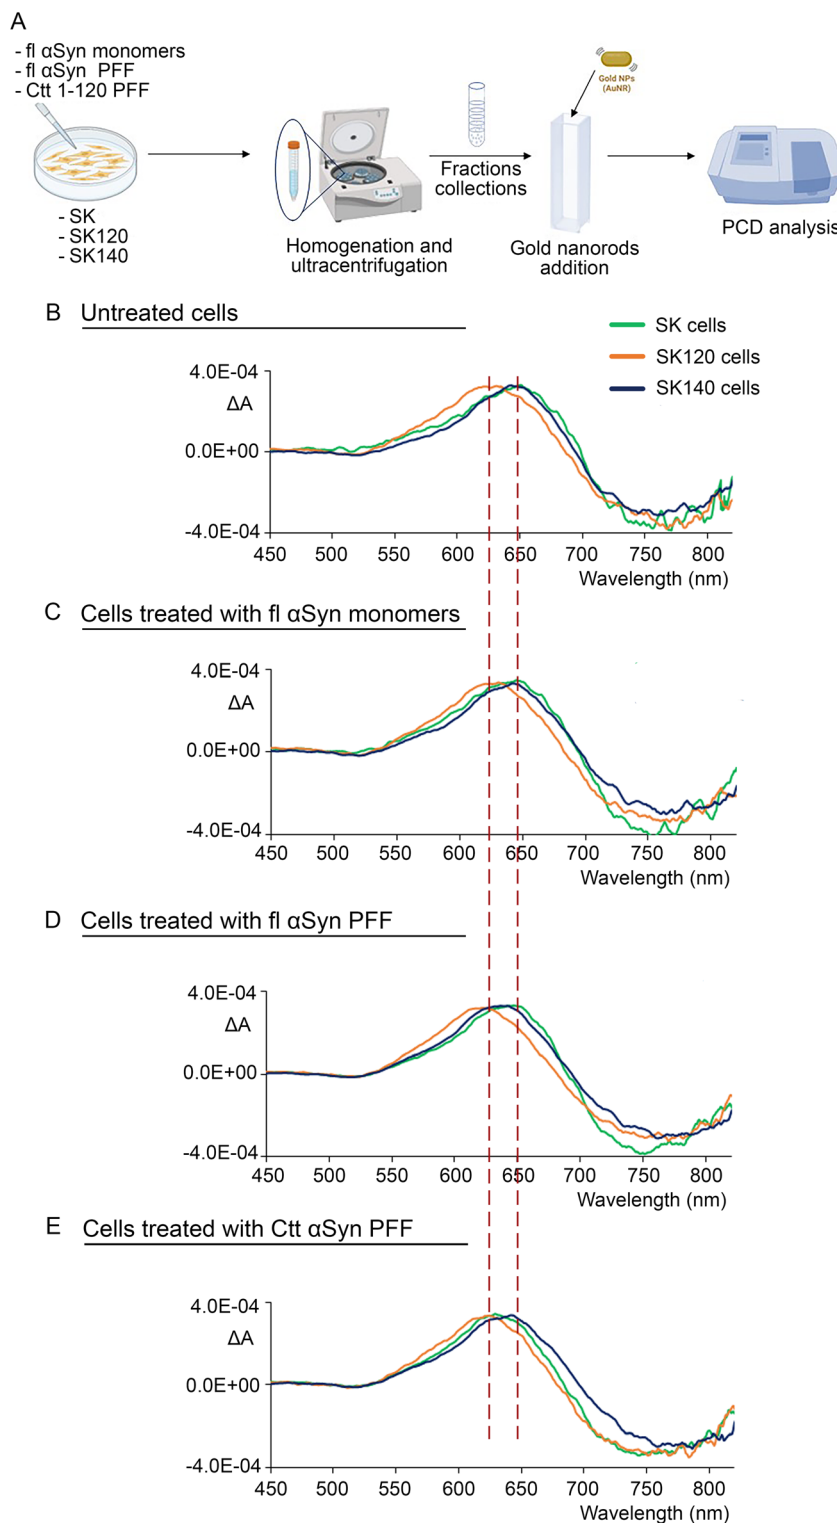 A
- fl αSyn monomers
- fl αSyn PFF
- Ctt 1-120 PFF
- SK
- SK120
- SK140
Homogenation and
ultracentrifugation
Fractions
collections
Gold NPs
(AuNR)
Gold nanorods
addition
PCD analysis
B Untreated cells
SK cells
SK120 cells
SK140 cells
4.0E-04
ΔA
0.0E+00
-4.0E-04
450 500 550 600 650 700 750 800
Wavelength (nm)
C Cells treated with fl αSyn monomers
4.0E-04
ΔA
0.0E+00
-4.0E-04
450 500 550 600 650 700 750 800
Wavelength (nm)
D Cells treated with fl αSyn PFF
4.0E-04
ΔA
0.0E+00
-4.0E-04
450 500 550 600 650 700 750 800
Wavelength (nm)
E Cells treated with Ctt αSyn PFF
4.0E-04
ΔA
0.0E+00
-4.0E-04
450 500 550 600 650 700 750 800
Wavelength (nm)